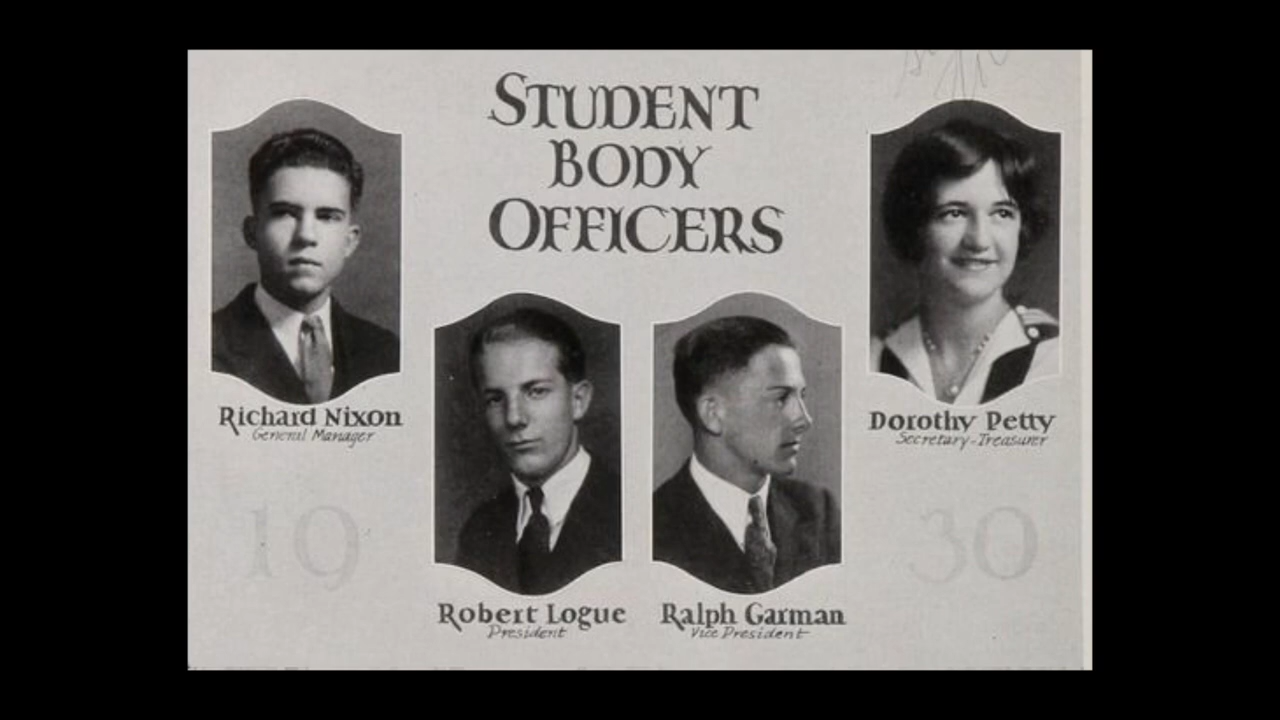 STUDENT
BODY
OFFICERS
Richard Nixon
General Manager
Dorothy Petty
Secretary-Treasurer
19
30
Robert Logue
President
Ralph Garman
Vice President